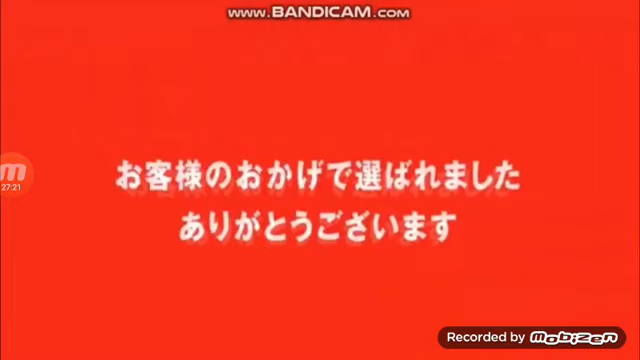 www.BANDICAM.com
お客様のおかげで選ばれました
ありがとうございます
27:21
Recorded by mobizen